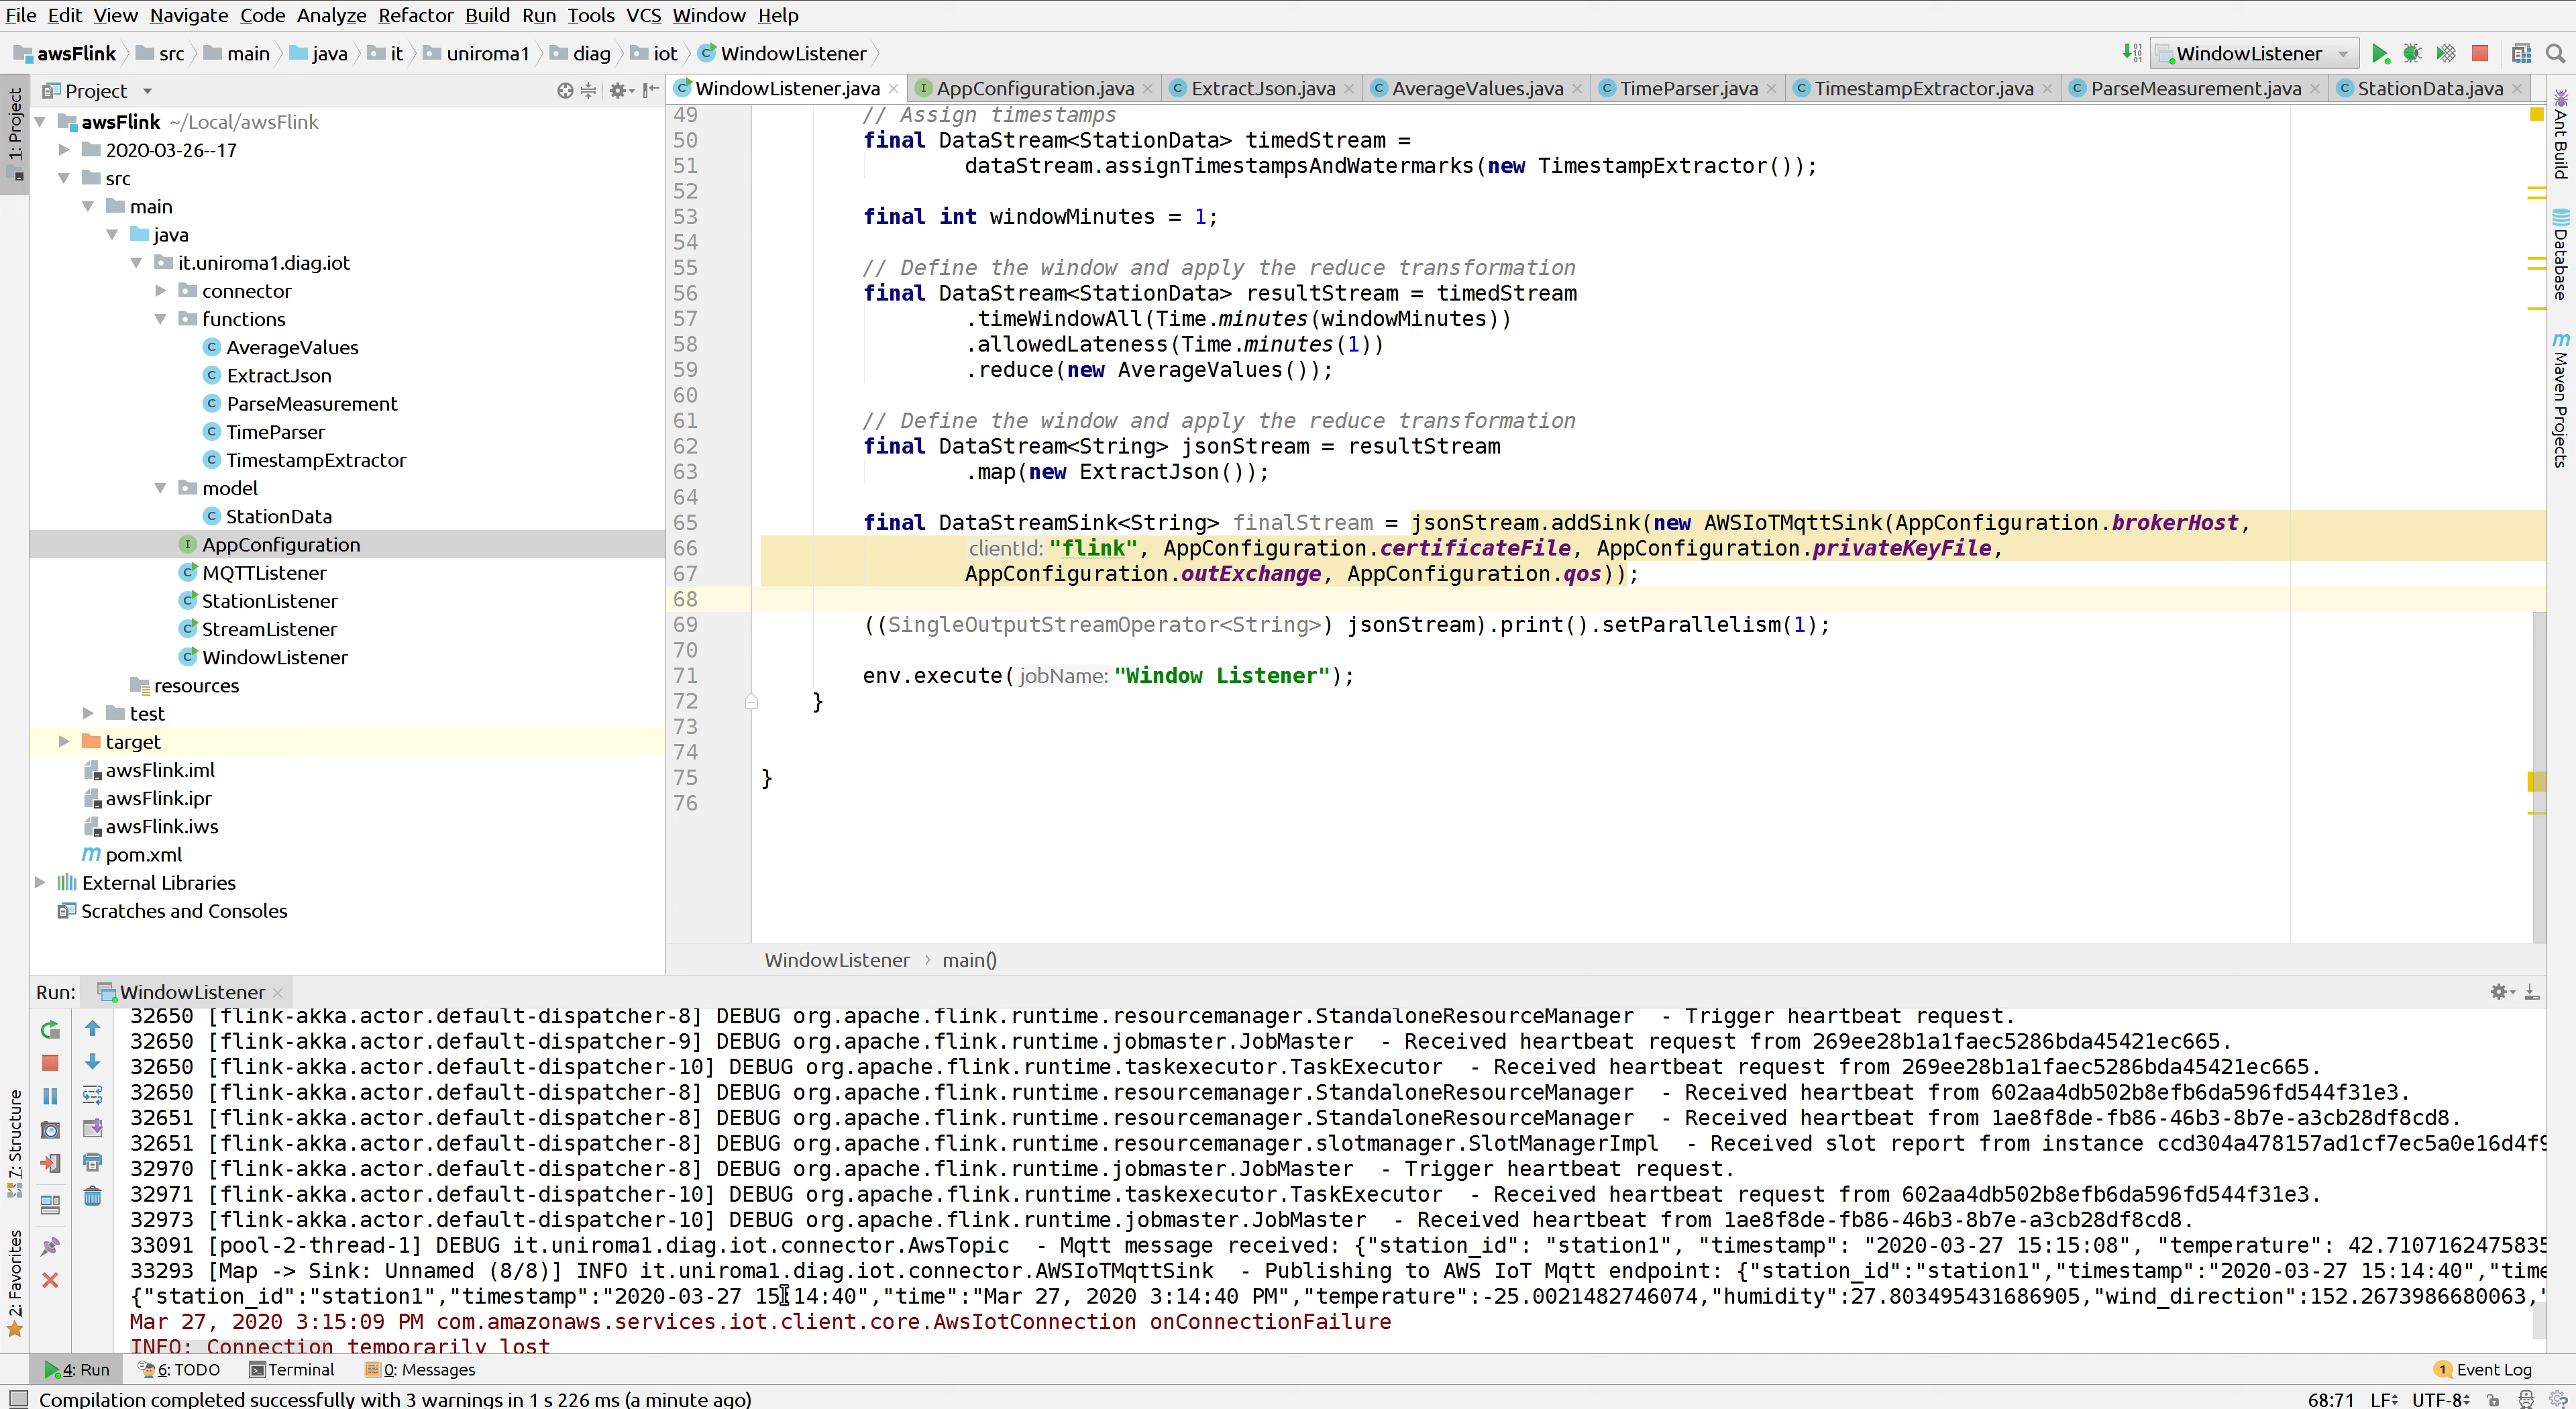 File Edit View Navigate Code Analyze Refactor Build Run Tools VCS Window Help
awsFlink src main java it uniroma1 diag iot WindowListener
WindowListener
Project
WindowListener.java AppConfiguration.java ExtractJson.java AverageValues.java TimeParser.java TimestampExtractor.java ParseMeasurement.java StationData.java
1: Project
7: Structure
2: Favorites
Ant Build
Database
Maven Projects
awsFlink ~/Local/awsFlink
2020-03-26--17
src
main
java
it.uniroma1.diag.iot
connector
functions
AverageValues
ExtractJson
ParseMeasurement
TimeParser
TimestampExtractor
model
StationData
AppConfiguration
MQTTListener
StationListener
StreamListener
WindowListener
resources
test
target
awsFlink.iml
awsFlink.ipr
awsFlink.iws
pom.xml
External Libraries
Scratches and Consoles
49 // Assign timestamps
50 final DataStream<StationData> timedStream =
51 dataStream.assignTimestampsAndWatermarks(new TimestampExtractor());
52
53 final int windowMinutes = 1;
54
55 // Define the window and apply the reduce transformation
56 final DataStream<StationData> resultStream = timedStream
57 .timeWindowAll(Time.minutes(windowMinutes))
58 .allowedLateness(Time.minutes(1))
59 .reduce(new AverageValues());
60
61 // Define the window and apply the reduce transformation
62 final DataStream<String> jsonStream = resultStream
63 .map(new ExtractJson());
64
65 final DataStreamSink<String> finalStream = jsonStream.addSink(new AWSIoTMqttSink(AppConfiguration.brokerHost,
66 clientId: "flink", AppConfiguration.certificateFile, AppConfiguration.privateKeyFile,
67 AppConfiguration.outExchange, AppConfiguration.qos));
68
69 ((SingleOutputStreamOperator<String>) jsonStream).print().setParallelism(1);
70
71 env.execute( jobName: "Window Listener");
72 }
73
74
75 }
76
WindowListener › main()
Run: WindowListener
32650 [flink-akka.actor.default-dispatcher-8] DEBUG org.apache.flink.runtime.resourcemanager.StandaloneResourceManager - Trigger heartbeat request.
32650 [flink-akka.actor.default-dispatcher-9] DEBUG org.apache.flink.runtime.jobmaster.JobMaster - Received heartbeat request from 269ee28b1a1faec5286bda45421ec665.
32650 [flink-akka.actor.default-dispatcher-10] DEBUG org.apache.flink.runtime.taskexecutor.TaskExecutor - Received heartbeat request from 269ee28b1a1faec5286bda45421ec665.
32650 [flink-akka.actor.default-dispatcher-8] DEBUG org.apache.flink.runtime.resourcemanager.StandaloneResourceManager - Received heartbeat from 602aa4db502b8efb6da596fd544f31e3.
32651 [flink-akka.actor.default-dispatcher-8] DEBUG org.apache.flink.runtime.resourcemanager.StandaloneResourceManager - Received heartbeat from 1ae8f8de-fb86-46b3-8b7e-a3cb28df8cd8.
32651 [flink-akka.actor.default-dispatcher-8] DEBUG org.apache.flink.runtime.resourcemanager.slotmanager.SlotManagerImpl - Received slot report from instance ccd304a478157ad1cf7ec5a0e16d4f9
32970 [flink-akka.actor.default-dispatcher-8] DEBUG org.apache.flink.runtime.jobmaster.JobMaster - Trigger heartbeat request.
32971 [flink-akka.actor.default-dispatcher-10] DEBUG org.apache.flink.runtime.taskexecutor.TaskExecutor - Received heartbeat request from 602aa4db502b8efb6da596fd544f31e3.
32973 [flink-akka.actor.default-dispatcher-10] DEBUG org.apache.flink.runtime.jobmaster.JobMaster - Received heartbeat from 1ae8f8de-fb86-46b3-8b7e-a3cb28df8cd8.
33091 [pool-2-thread-1] DEBUG it.uniroma1.diag.iot.connector.AwsTopic - Mqtt message received: {"station_id": "station1", "timestamp": "2020-03-27 15:15:08", "temperature": 42.7107162475835
33293 [Map -> Sink: Unnamed (8/8)] INFO it.uniroma1.diag.iot.connector.AWSIoTMqttSink - Publishing to AWS IoT Mqtt endpoint: {"station_id":"station1","timestamp":"2020-03-27 15:14:40","time
{"station_id":"station1","timestamp":"2020-03-27 15:14:40","time":"Mar 27, 2020 3:14:40 PM","temperature":-25.0021482746074,"humidity":27.803495431686905,"wind_direction":152.2673986680063,"
Mar 27, 2020 3:15:09 PM com.amazonaws.services.iot.client.core.AwsIotConnection onConnectionFailure
INFO: Connection temporarily lost
4: Run 6: TODO Terminal 0: Messages 1 Event Log
Compilation completed successfully with 3 warnings in 1 s 226 ms (a minute ago) 68:71 LF UTF-8